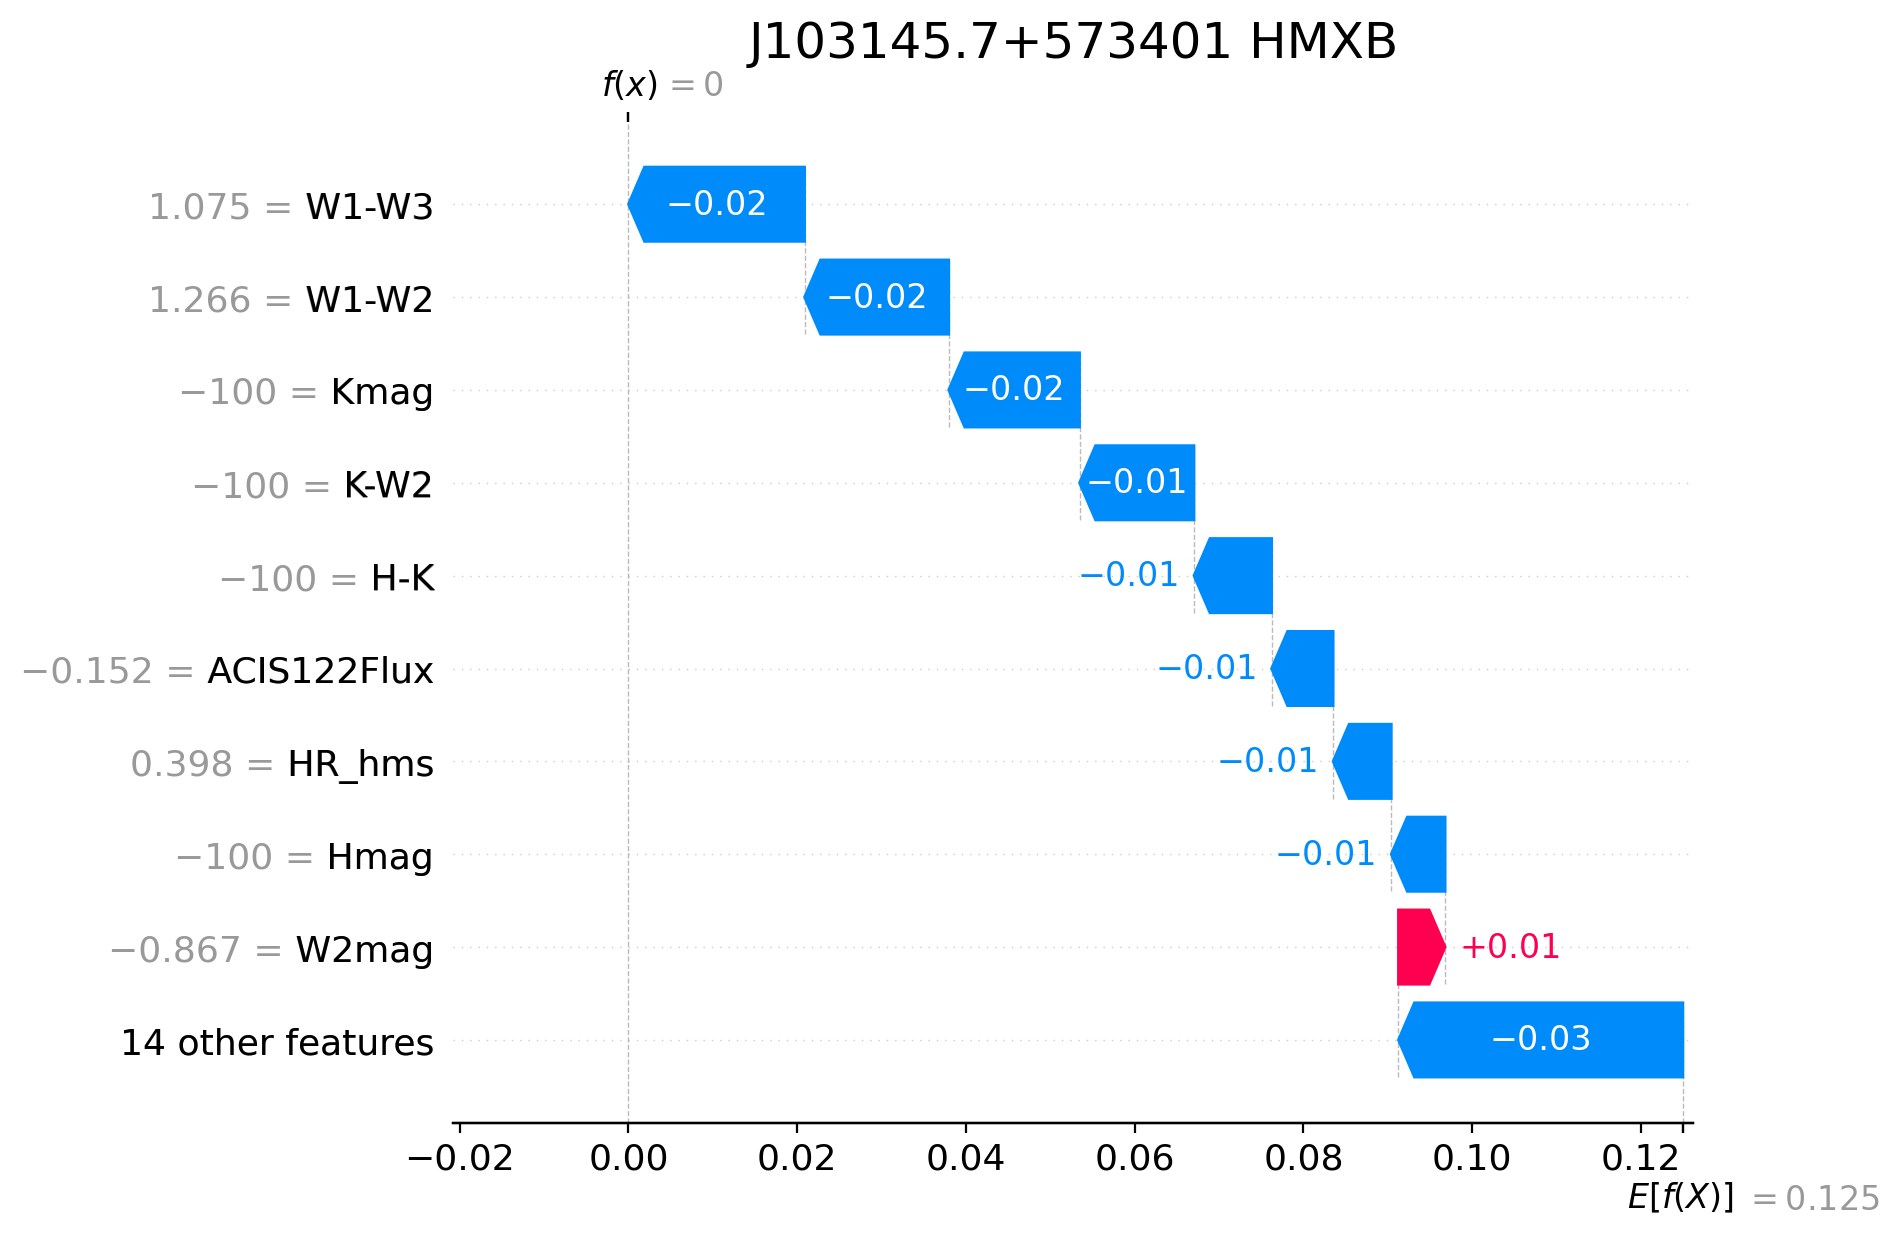 J103145.7+573401 HMXB
f(x) = 0
1.075 = W1-W3
−0.02
1.266 = W1-W2
−0.02
−100 = Kmag
−0.02
−100 = K-W2
−0.01
−100 = H-K
−0.01
−0.152 = ACIS122Flux
−0.01
0.398 = HR_hms
−0.01
−100 = Hmag
−0.01
−0.867 = W2mag
+0.01
14 other features
−0.03
−0.02 0.00 0.02 0.04 0.06 0.08 0.10 0.12
E[f(X)] = 0.125